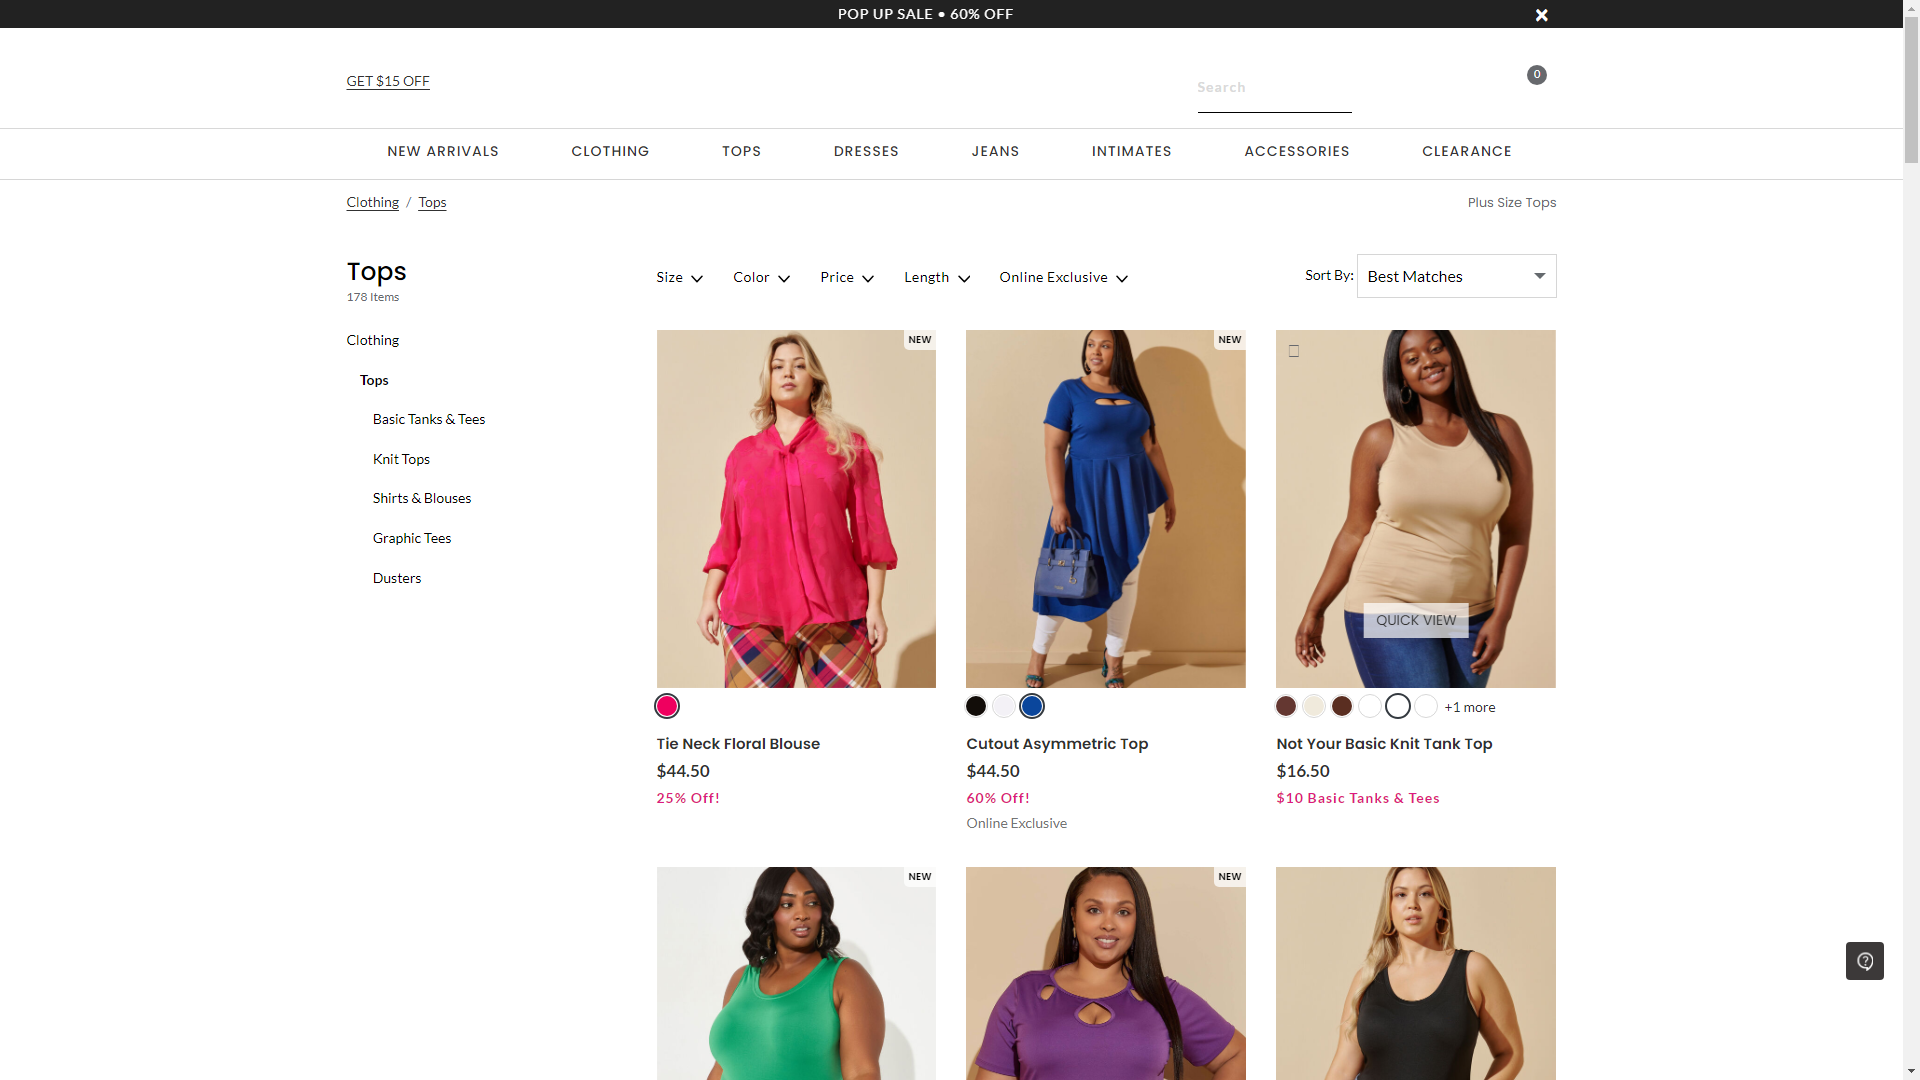 POP UP SALE • 60% OFF
GET $15 OFF
Search
0
NEW ARRIVALS
CLOTHING
TOPS
DRESSES
JEANS
INTIMATES
ACCESSORIES
CLEARANCE
Clothing / Tops
Plus Size Tops
Tops
178 Items
Size
Color
Price
Length
Online Exclusive
Sort By:
Best Matches
Clothing
Tops
Basic Tanks & Tees
Knit Tops
Shirts & Blouses
Graphic Tees
Dusters
NEW
Tie Neck Floral Blouse
$44.50
25% Off!
NEW
Cutout Asymmetric Top
$44.50
60% Off!
Online Exclusive
QUICK VIEW
+1 more
Not Your Basic Knit Tank Top
$16.50
$10 Basic Tanks & Tees
NEW
NEW